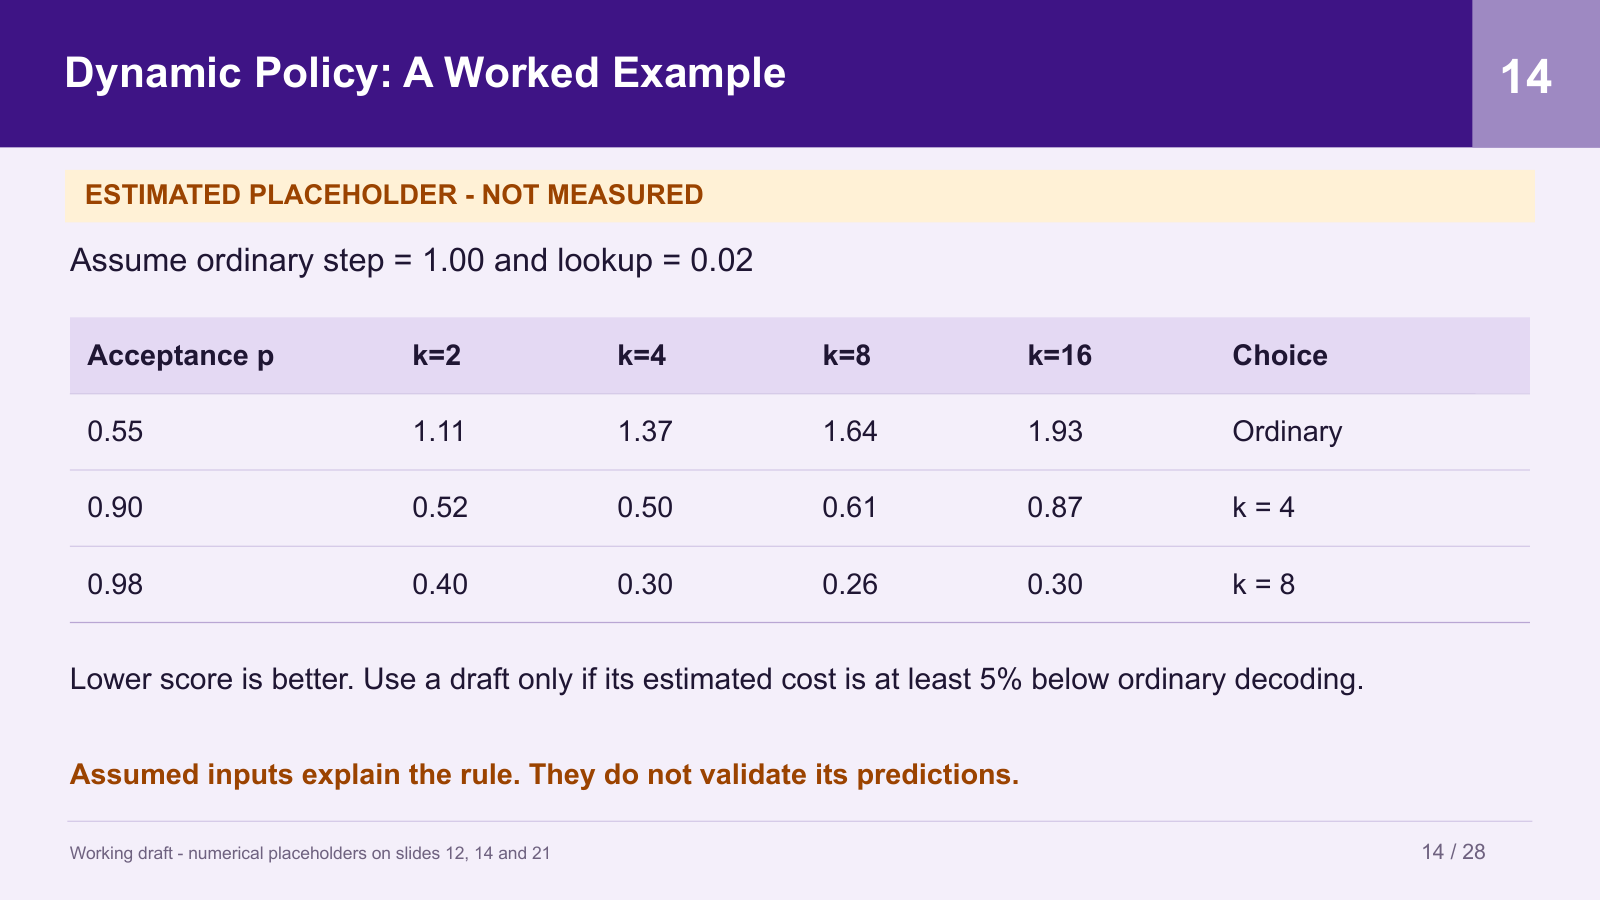 Dynamic Policy: A Worked Example
14
ESTIMATED PLACEHOLDER - NOT MEASURED
Assume ordinary step = 1.00 and lookup = 0.02
Acceptance p k=2 k=4 k=8 k=16 Choice
0.55 1.11 1.37 1.64 1.93 Ordinary
0.90 0.52 0.50 0.61 0.87 k = 4
0.98 0.40 0.30 0.26 0.30 k = 8
Lower score is better. Use a draft only if its estimated cost is at least 5% below ordinary decoding.
Assumed inputs explain the rule. They do not validate its predictions.
Working draft - numerical placeholders on slides 12, 14 and 21
14 / 28